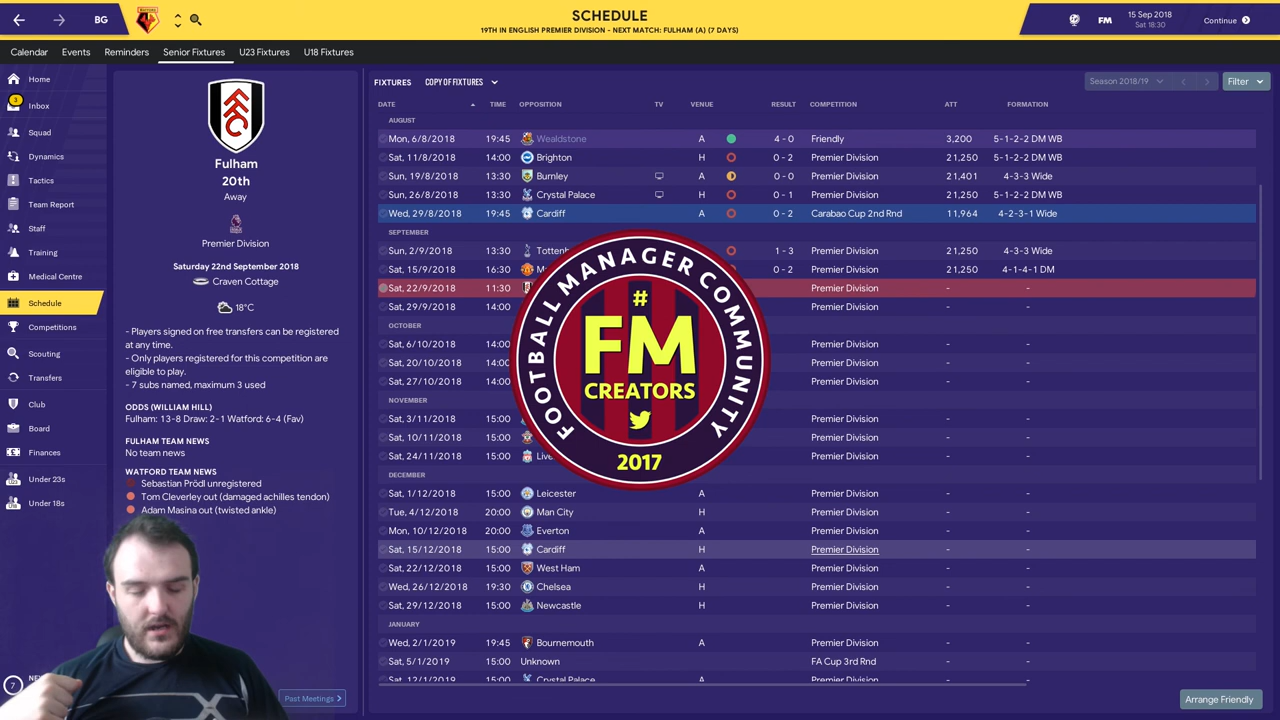 BG
SCHEDULE
19TH IN ENGLISH PREMIER DIVISION - NEXT MATCH: FULHAM (A) (7 DAYS)
FM
15 Sep 2018
Sat 18:30
Continue
Calendar Events Reminders Senior Fixtures U23 Fixtures U18 Fixtures
Home
3
Inbox
Squad
Dynamics
Tactics
Team Report
Staff
Training
Medical Centre
Schedule
Competitions
Scouting
Transfers
Club
Board
Finances
Under 23s
Under 18s
7
Fulham
20th
Away
Premier Division
Saturday 22nd September 2018
Craven Cottage
18°C
- Players signed on free transfers can be registered
at any time.
- Only players registered for this competition are
eligible to play.
- 7 subs named, maximum 3 used
ODDS (WILLIAM HILL)
Fulham: 13-8 Draw: 2-1 Watford: 6-4 (Fav)
FULHAM TEAM NEWS
No team news
WATFORD TEAM NEWS
Sebastian Prödl unregistered
Tom Cleverley out (damaged achilles tendon)
Adam Masina out (twisted ankle)
Past Meetings
FIXTURES COPY OF FIXTURES Season 2018/19 Filter
DATE TIME OPPOSITION TV VENUE RESULT COMPETITION ATT FORMATION
AUGUST
Mon, 6/8/2018 19:45 Wealdstone A 4 - 0 Friendly 3,200 5-1-2-2 DM WB
Sat, 11/8/2018 14:00 Brighton H 0 - 2 Premier Division 21,250 5-1-2-2 DM WB
Sun, 19/8/2018 13:30 Burnley A 0 - 0 Premier Division 21,401 4-3-3 Wide
Sun, 26/8/2018 13:30 Crystal Palace H 0 - 1 Premier Division 21,250 5-1-2-2 DM WB
Wed, 29/8/2018 19:45 Cardiff A 0 - 2 Carabao Cup 2nd Rnd 11,964 4-2-3-1 Wide
SEPTEMBER
Sun, 2/9/2018 13:30 1 - 3 Premier Division 21,250 4-3-3 Wide
Sat, 15/9/2018 16:30 0 - 2 Premier Division 21,250 4-1-4-1 DM
Sat, 22/9/2018 11:30 Premier Division - -
Sat, 29/9/2018 14:00 Premier Division - -
OCTOBER
Sat, 6/10/2018 14:00 Premier Division - -
Sat, 20/10/2018 14:00 Premier Division - -
Sat, 27/10/2018 14:00 Premier Division - -
NOVEMBER
Sat, 3/11/2018 15:00 Premier Division - -
Sat, 10/11/2018 15:00 Premier Division - -
Sat, 24/11/2018 15:00 Premier Division - -
DECEMBER
Sat, 1/12/2018 15:00 Leicester A Premier Division - -
Tue, 4/12/2018 20:00 Man City H Premier Division - -
Mon, 10/12/2018 20:00 Everton A Premier Division - -
Sat, 15/12/2018 15:00 Cardiff H Premier Division - -
Sat, 22/12/2018 15:00 West Ham A Premier Division - -
Wed, 26/12/2018 19:30 Chelsea H Premier Division - -
Sat, 29/12/2018 15:00 Newcastle H Premier Division - -
JANUARY
Wed, 2/1/2019 19:45 Bournemouth A Premier Division - -
Sat, 5/1/2019 15:00 Unknown FA Cup 3rd Rnd - -
Sat, 12/1/2019 15:00 Crystal Palace A Premier Division - -
Arrange Friendly
FOOTBALL MANAGER COMMUNITY
#
FM
CREATORS
2017